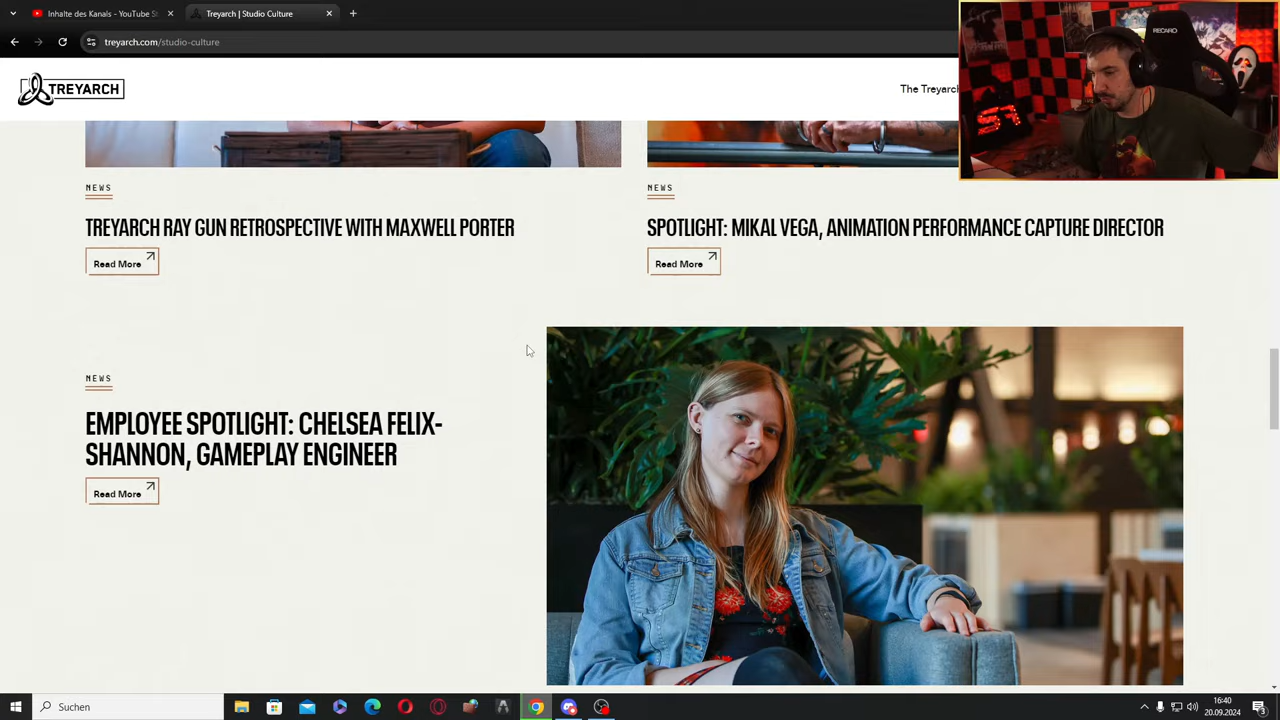 Inhalte des Kanals – YouTube St
Treyarch | Studio Culture
treyarch.com/studio-culture
TREYARCH
The Treyarch
RECARO
NEWS
NEWS
TREYARCH RAY GUN RETROSPECTIVE WITH MAXWELL PORTER
SPOTLIGHT: MIKAL VEGA, ANIMATION PERFORMANCE CAPTURE DIRECTOR
Read More
Read More
NEWS
EMPLOYEE SPOTLIGHT: CHELSEA FELIX-
SHANNON, GAMEPLAY ENGINEER
Read More
Suchen
16:40
20.09.2024
3